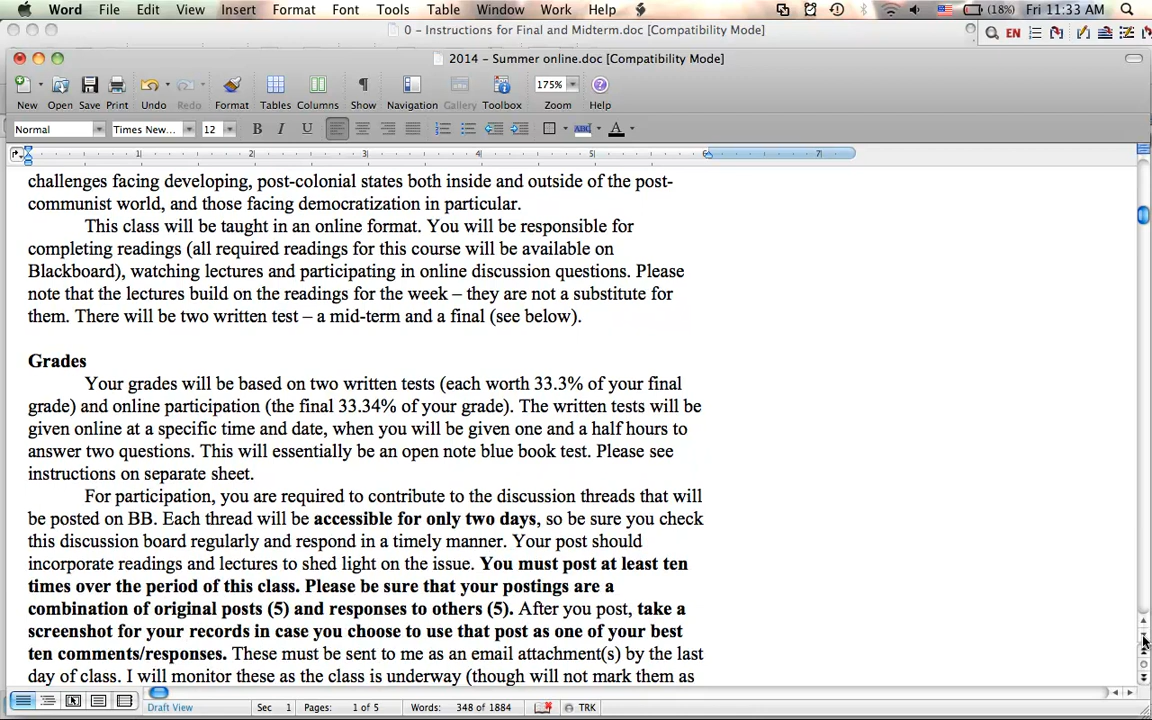 Word File Edit View Insert Format Font Tools Table Window Work Help (18%) Fri 11:33 AM
0 – Instructions for Final and Midterm.doc [Compatibility Mode]
EN
2014 – Summer online.doc [Compatibility Mode]
175%
New Open Save Print Undo Redo Format Tables Columns Show Navigation Gallery Toolbox Zoom Help
Normal Times New... 12 B I U ABC A
1 2 3 4 5 6 7
challenges facing developing, post-colonial states both inside and outside of the post-
communist world, and those facing democratization in particular.
This class will be taught in an online format. You will be responsible for
completing readings (all required readings for this course will be available on
Blackboard), watching lectures and participating in online discussion questions. Please
note that the lectures build on the readings for the week – they are not a substitute for
them. There will be two written test – a mid-term and a final (see below).
Grades
Your grades will be based on two written tests (each worth 33.3% of your final
grade) and online participation (the final 33.34% of your grade). The written tests will be
given online at a specific time and date, when you will be given one and a half hours to
answer two questions. This will essentially be an open note blue book test. Please see
instructions on separate sheet.
For participation, you are required to contribute to the discussion threads that will
be posted on BB. Each thread will be accessible for only two days, so be sure you check
this discussion board regularly and respond in a timely manner. Your post should
incorporate readings and lectures to shed light on the issue. You must post at least ten
times over the period of this class. Please be sure that your postings are a
combination of original posts (5) and responses to others (5). After you post, take a
screenshot for your records in case you choose to use that post as one of your best
ten comments/responses. These must be sent to me as an email attachment(s) by the last
day of class. I will monitor these as the class is underway (though will not mark them as
Draft View Sec 1 Pages: 1 of 5 Words: 348 of 1884 TRK